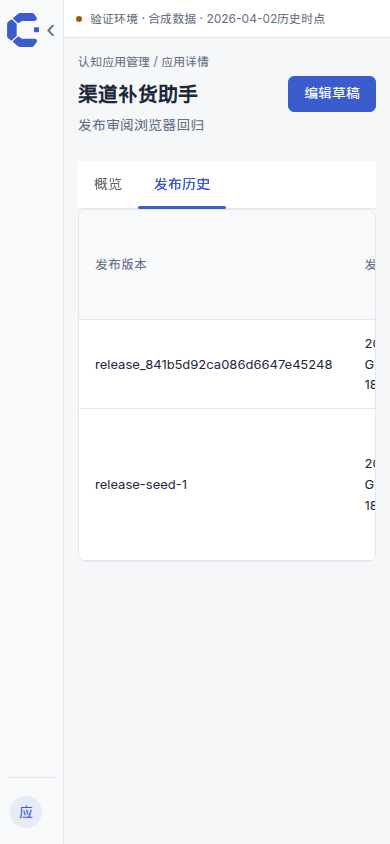 验证环境 · 合成数据 · 2026-04-02历史时点
认知应用管理 / 应用详情
渠道补货助手
编辑草稿
发布审阅浏览器回归
概览 发布历史
发布版本
release_841b5d92ca086d6647e45248
18
release-seed-1
18
应